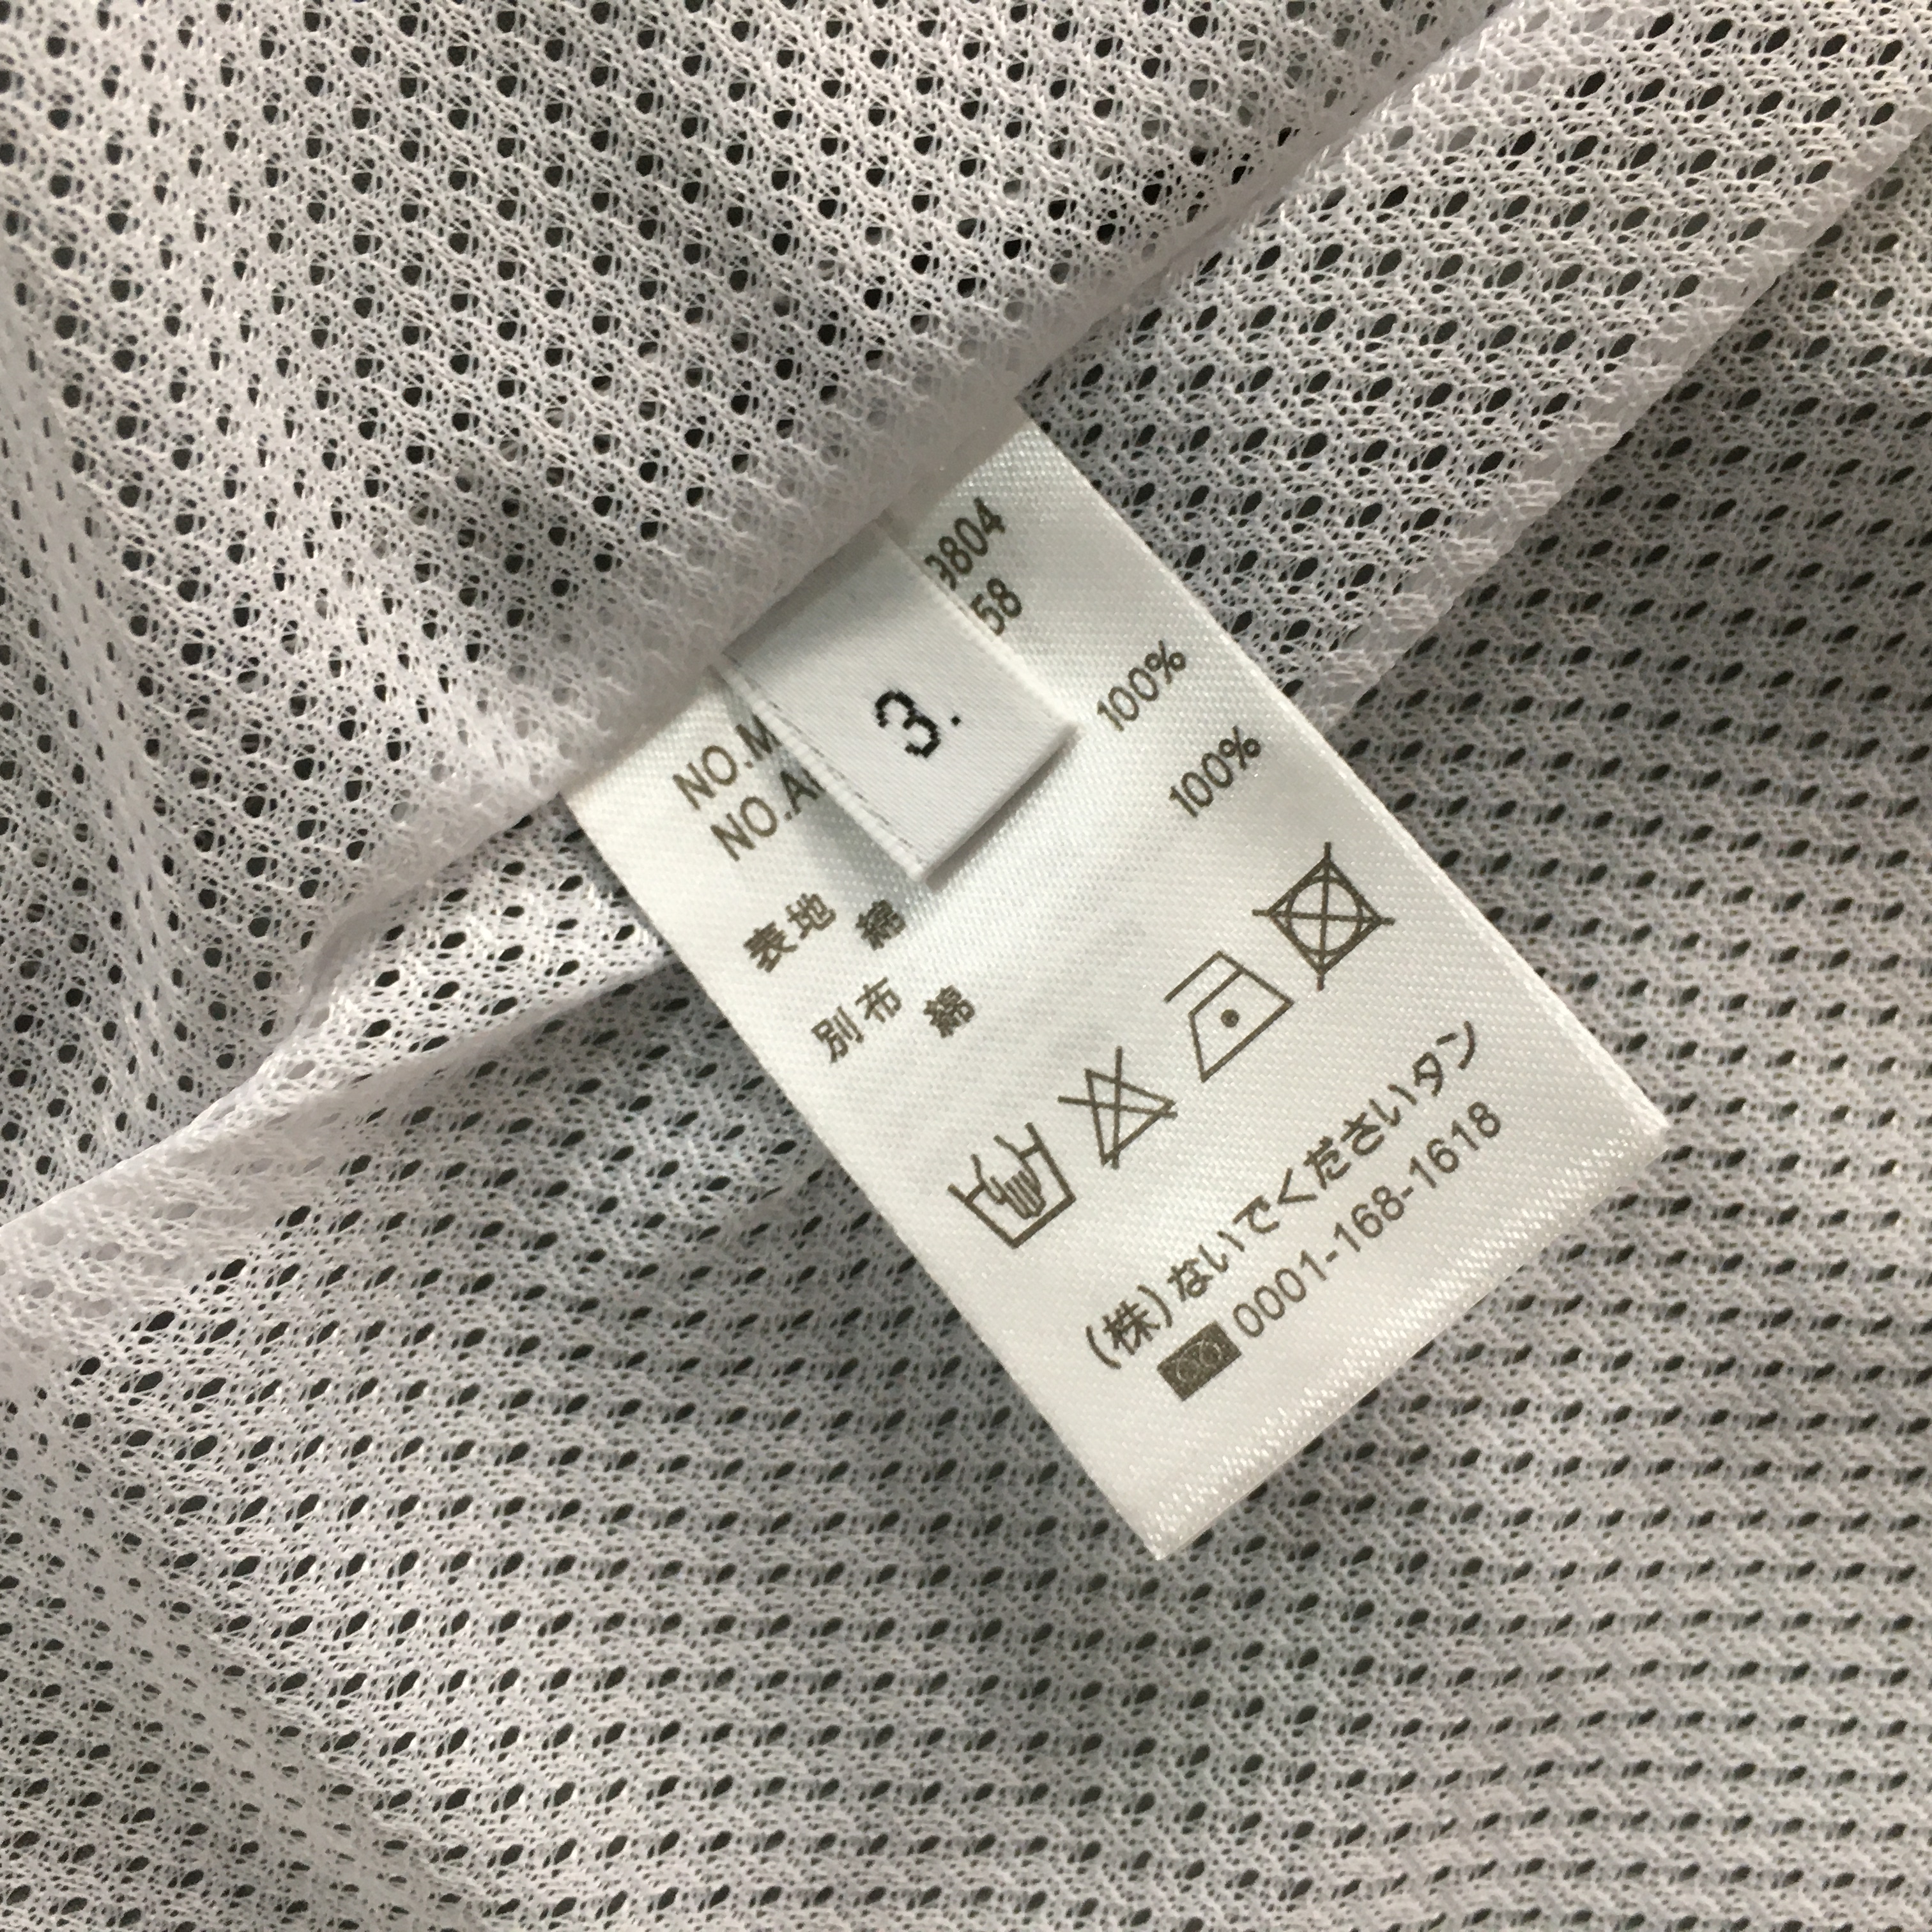 3.
NO.M 9804
NO.A 58
表地 綿 100%
別布 綿 100%
(株)ないでくださいタン
0001-168-1618